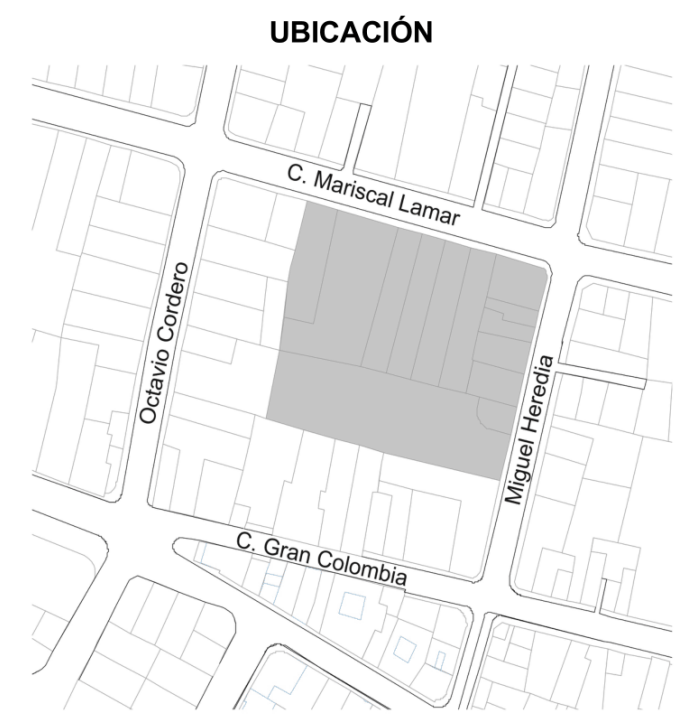 UBICACIÓN
C. Mariscal Lamar
Octavio Cordero
Miguel Heredia
C. Gran Colombia